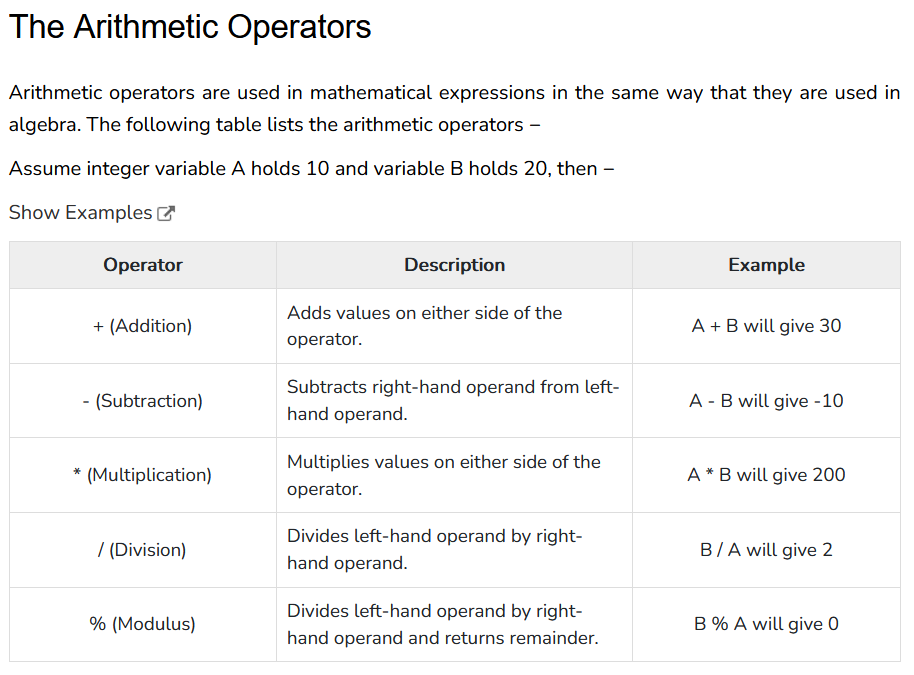 The Arithmetic Operators
Arithmetic operators are used in mathematical expressions in the same way that they are used in
algebra. The following table lists the arithmetic operators −
Assume integer variable A holds 10 and variable B holds 20, then −
Show Examples
Operator Description Example
+ (Addition) Adds values on either side of the
operator. A + B will give 30
- (Subtraction) Subtracts right-hand operand from left-
hand operand. A - B will give -10
* (Multiplication) Multiplies values on either side of the
operator. A * B will give 200
/ (Division) Divides left-hand operand by right-
hand operand. B / A will give 2
% (Modulus) Divides left-hand operand by right-
hand operand and returns remainder. B % A will give 0